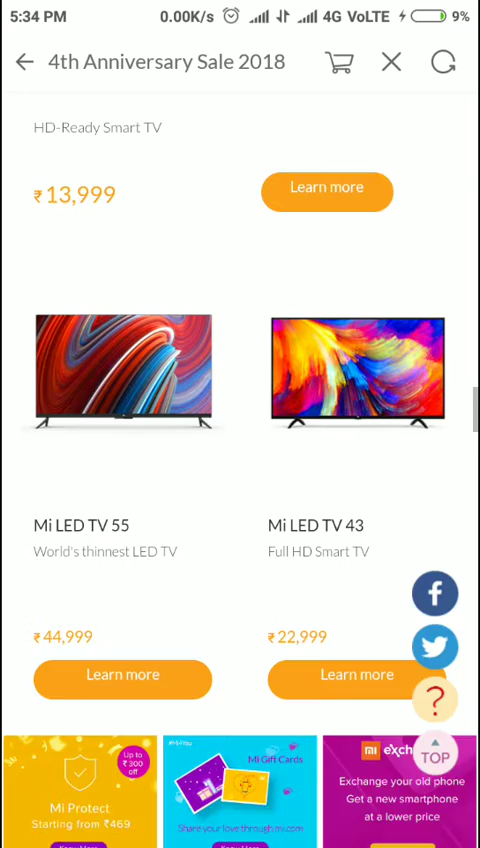 5:34 PM 0.00K/s 4G VoLTE 9%
4th Anniversary Sale 2018
HD-Ready Smart TV
₹13,999 Learn more
Mi LED TV 55
World's thinnest LED TV
₹44,999
Learn more
Mi LED TV 43
Full HD Smart TV
₹22,999
Learn more
f
?
TOP
Up to
₹300
off
Mi Protect
Starting from ₹469
Mi Gift Cards
Share your love through mi.com
mi exch
Exchange your old phone
Get a new smartphone
at a lower price